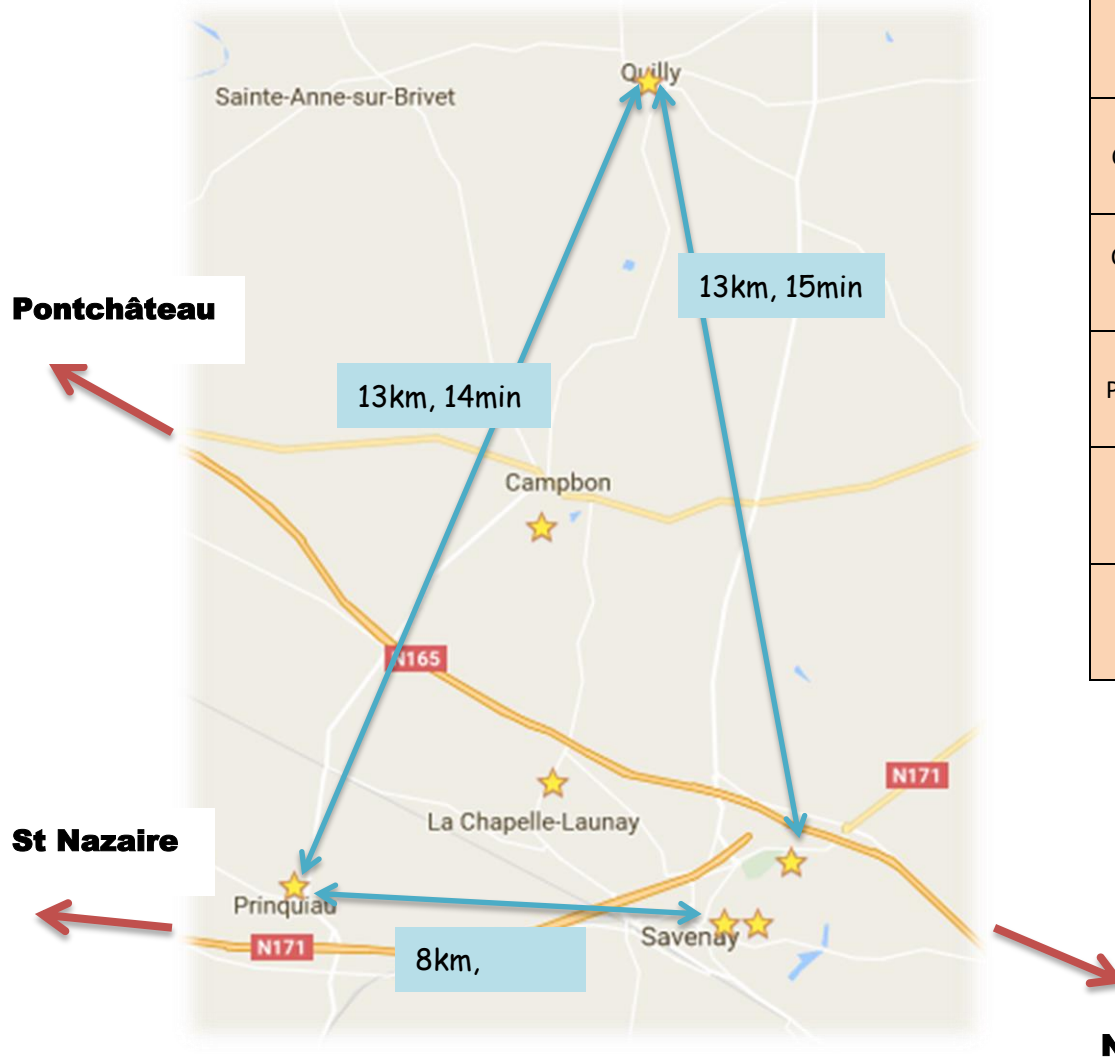 Quilly
Sainte-Anne-sur-Brivet
13km, 15min
Pontchâteau
13km, 14min
Campbon
N165
N171
La Chapelle-Launay
St Nazaire
Prinquiau
Savenay
N171
8km,